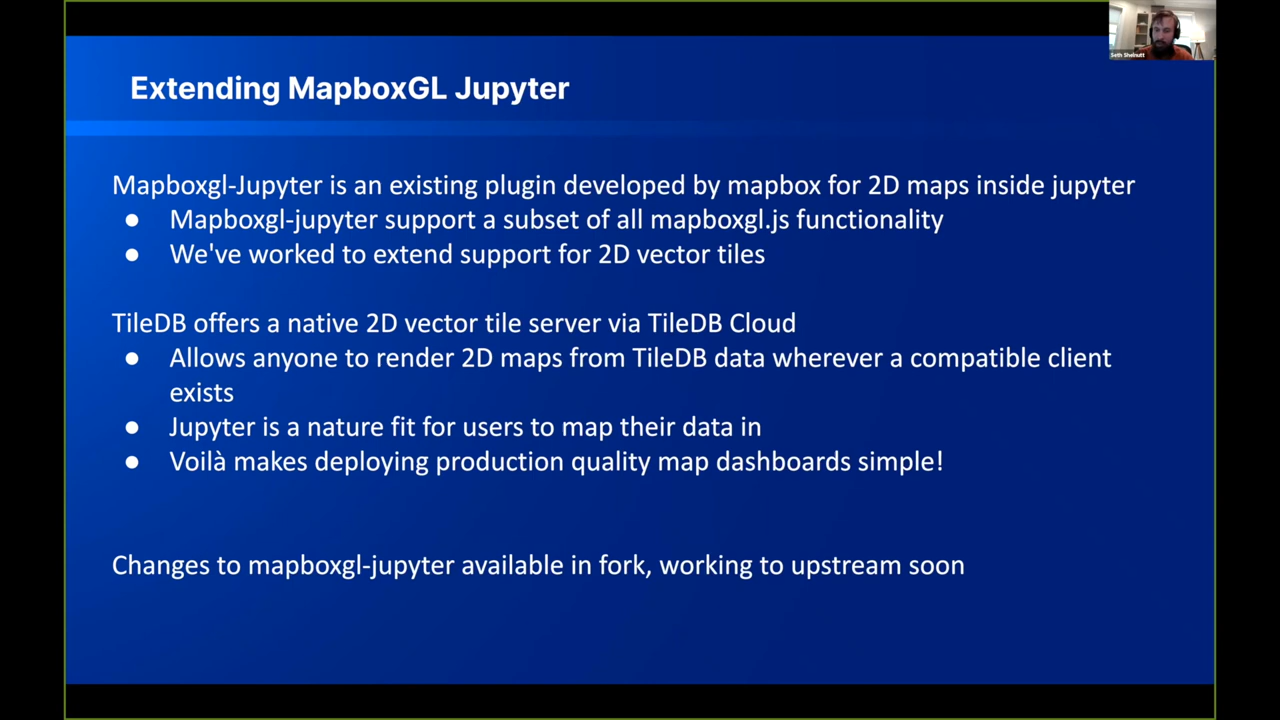 Seth Shelnutt
Extending MapboxGL Jupyter
Mapboxgl-Jupyter is an existing plugin developed by mapbox for 2D maps inside jupyter
● Mapboxgl-jupyter support a subset of all mapboxgl.js functionality
● We've worked to extend support for 2D vector tiles
TileDB offers a native 2D vector tile server via TileDB Cloud
● Allows anyone to render 2D maps from TileDB data wherever a compatible client
exists
● Jupyter is a nature fit for users to map their data in
● Voilà makes deploying production quality map dashboards simple!
Changes to mapboxgl-jupyter available in fork, working to upstream soon